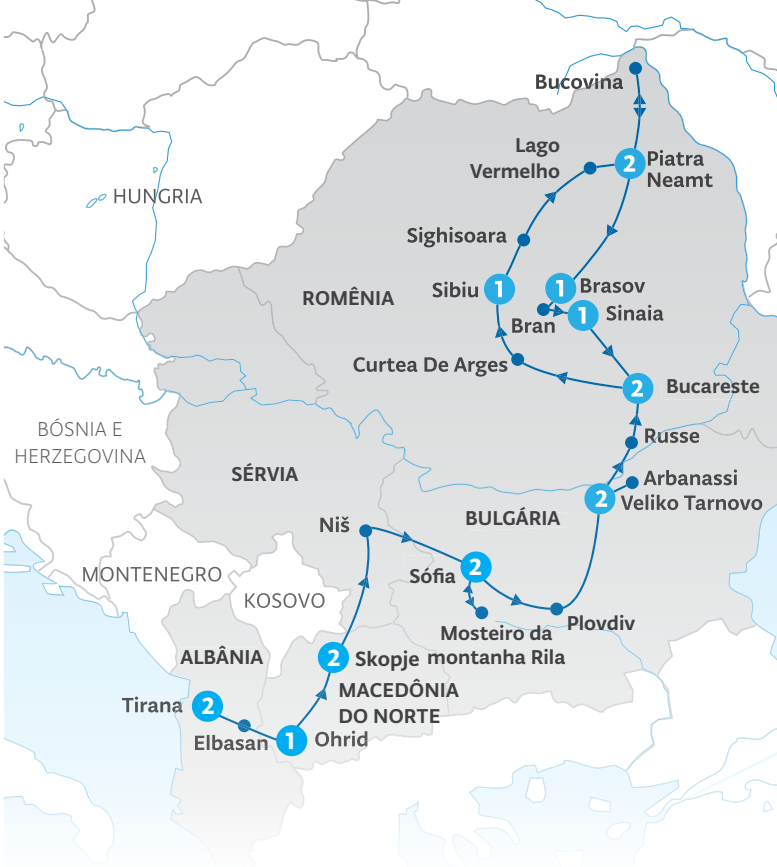 Bucovina
Lago
Vermelho
2
Piatra
Neamt
HUNGRIA
Sighisoara
Sibiu
1
1
Brasov
ROMÊNIA
Bran
1
Sinaia
Curtea De Arges
2
Bucareste
BÓSNIA E
HERZEGOVINA
Russe
SÉRVIA
Arbanassi
2
Veliko Tarnovo
BULGÁRIA
Niš
Sófia
2
MONTENEGRO
KOSOVO
Plovdiv
Mosteiro da
montanha Rila
ALBÂNIA
2
Skopje
MACEDÔNIA
DO NORTE
Tirana
2
Elbasan
1
Ohrid